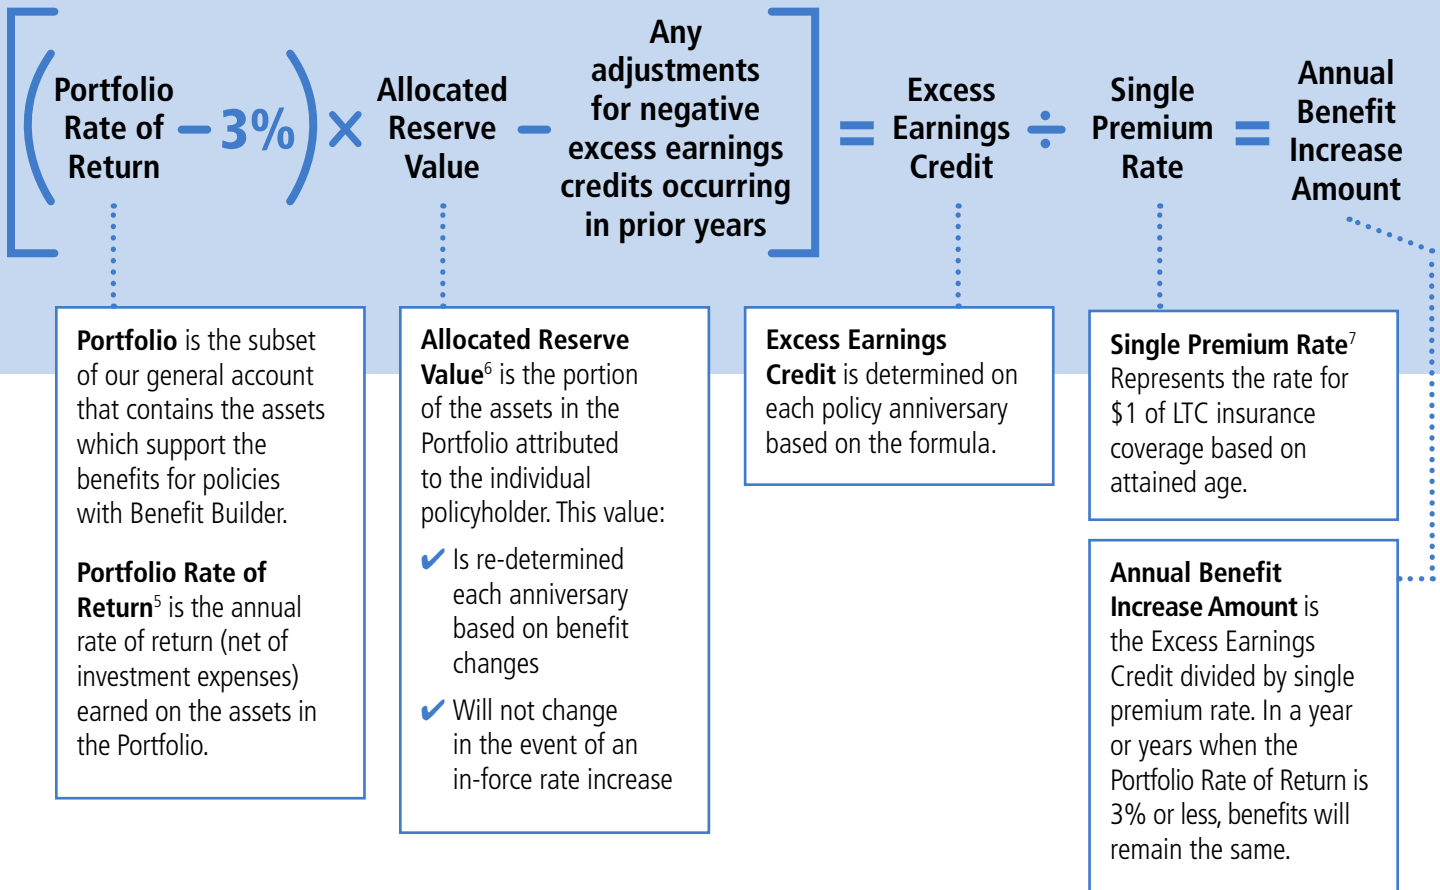 Portfolio
Rate of
Return
– 3%
×
Allocated
Reserve
Value
–
Any
adjustments
for negative
excess earnings
credits occurring
in prior years
=
Excess
Earnings
Credit
÷
Single
Premium
Rate
=
Annual
Benefit
Increase
Amount
Portfolio is the subset
of our general account
that contains the assets
which support the
benefits for policies
with Benefit Builder.
Portfolio Rate of
Return5 is the annual
rate of return (net of
investment expenses)
earned on the assets in
the Portfolio.
Allocated Reserve
Value6 is the portion
of the assets in the
Portfolio attributed
to the individual
policyholder. This value:
✔ Is re-determined
each anniversary
based on benefit
changes
✔ Will not change
in the event of an
in-force rate increase
Excess Earnings
Credit is determined on
each policy anniversary
based on the formula.
Single Premium Rate7
Represents the rate for
$1 of LTC insurance
coverage based on
attained age.
Annual Benefit
Increase Amount is
the Excess Earnings
Credit divided by single
premium rate. In a year
or years when the
Portfolio Rate of Return is
3% or less, benefits will
remain the same.